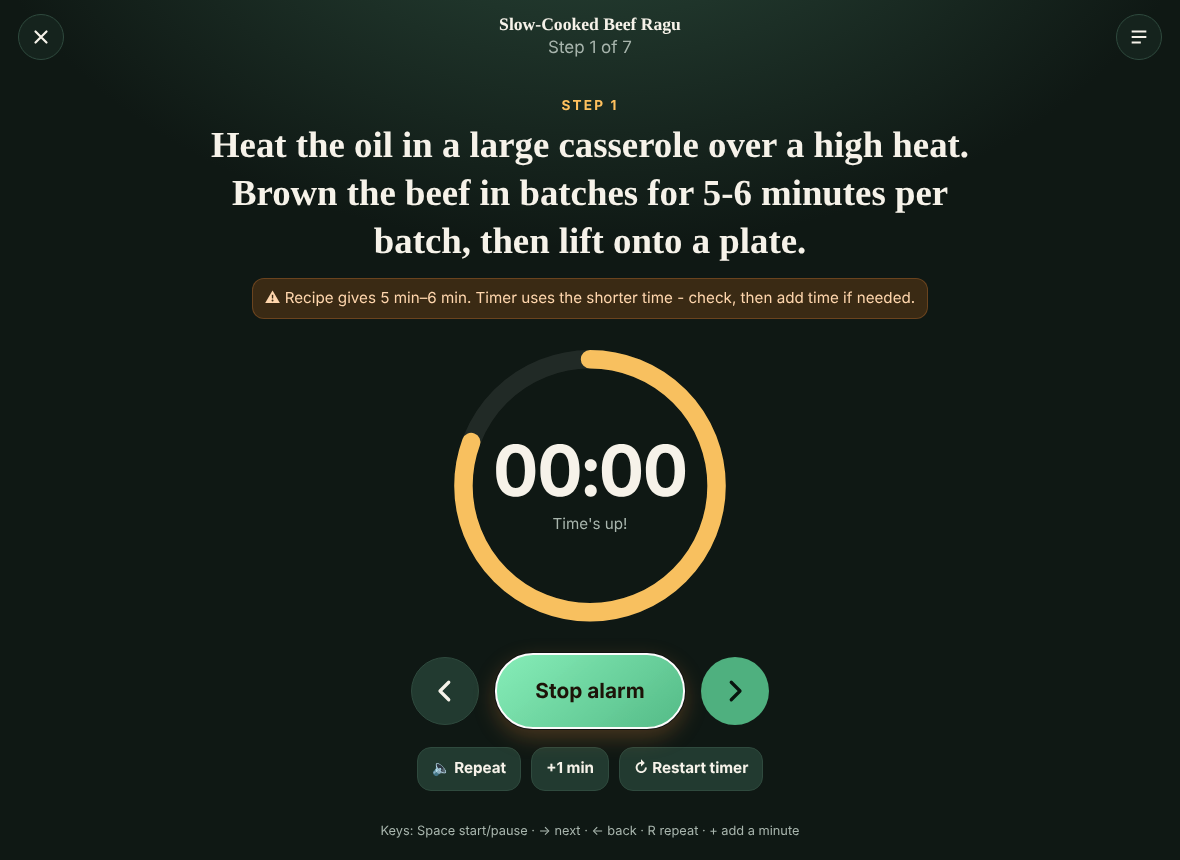 Slow-Cooked Beef Ragu
Step 1 of 7
STEP 1
Heat the oil in a large casserole over a high heat.
Brown the beef in batches for 5-6 minutes per
batch, then lift onto a plate.
⚠ Recipe gives 5 min–6 min. Timer uses the shorter time - check, then add time if needed.
00:00
Time's up!
Stop alarm
🔈 Repeat
+1 min
↻ Restart timer
Keys: Space start/pause · → next · ← back · R repeat · + add a minute